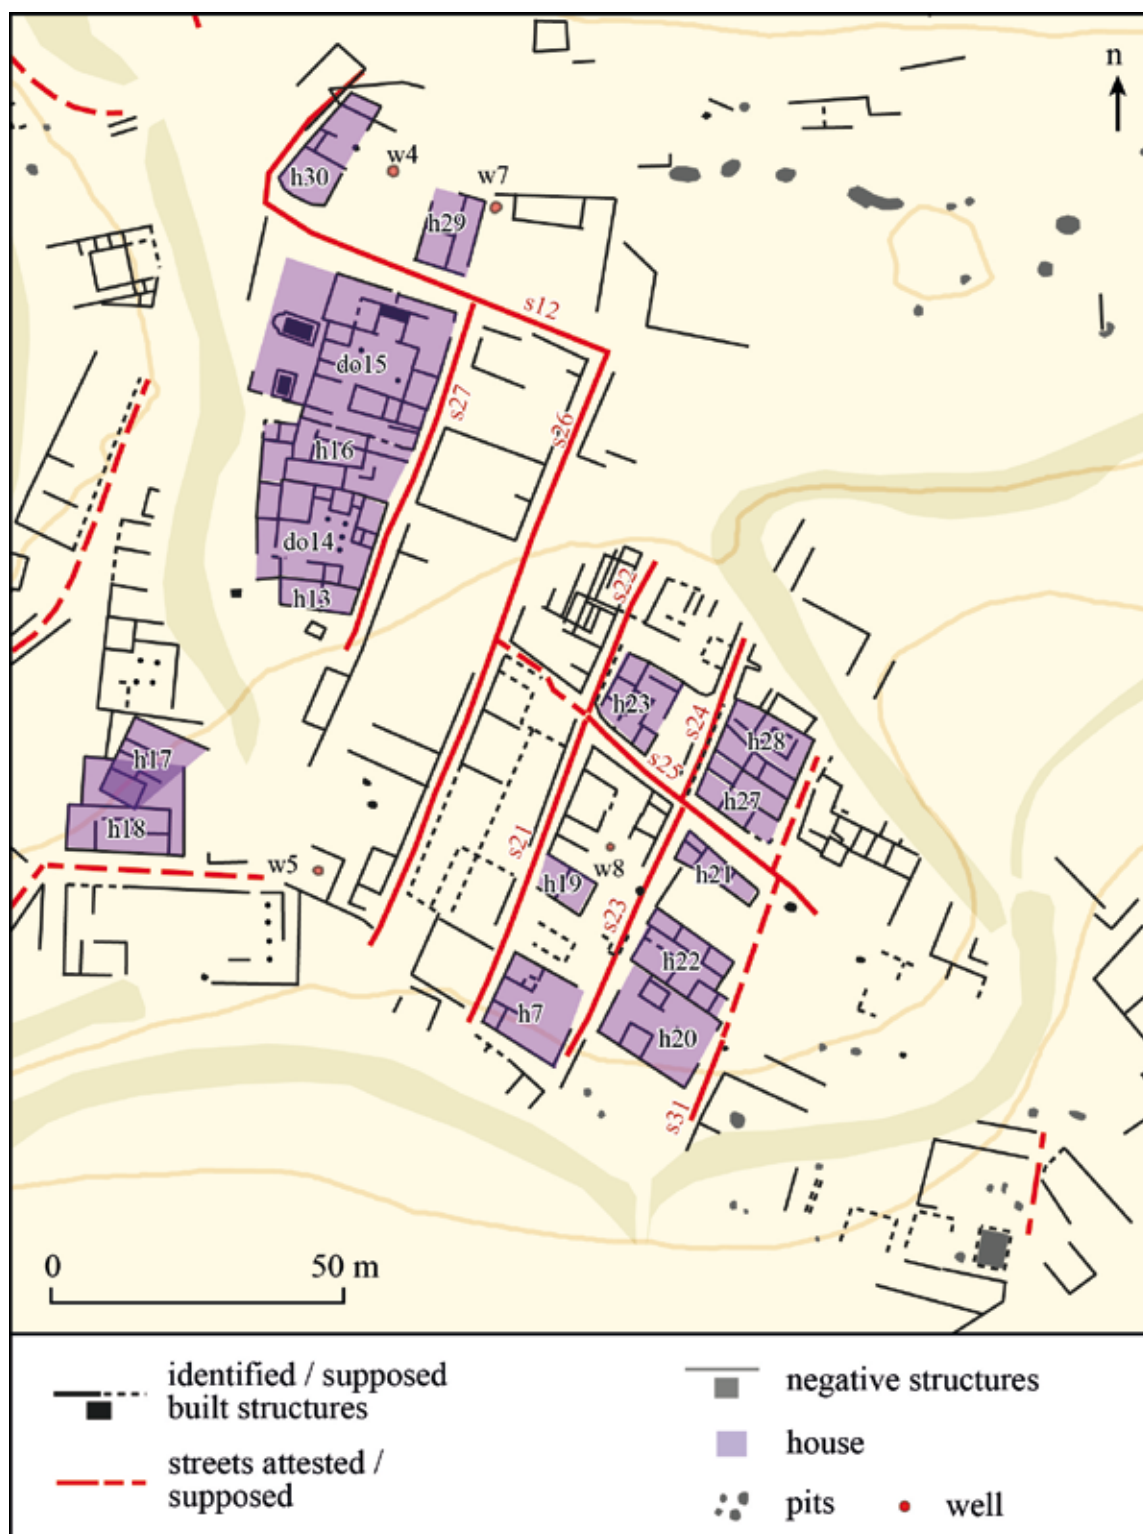 n
w4
w7
h30
h29
s12
do15
s27
s26
h16
do14
h13
s22
h23
s24
h28
h17
s25
h27
h18
s21
w5
w8
h21
h19
s23
h22
h7
h20
s31
0 50 m
identified / supposed
built structures
streets attested /
supposed
negative structures
house
pits
well